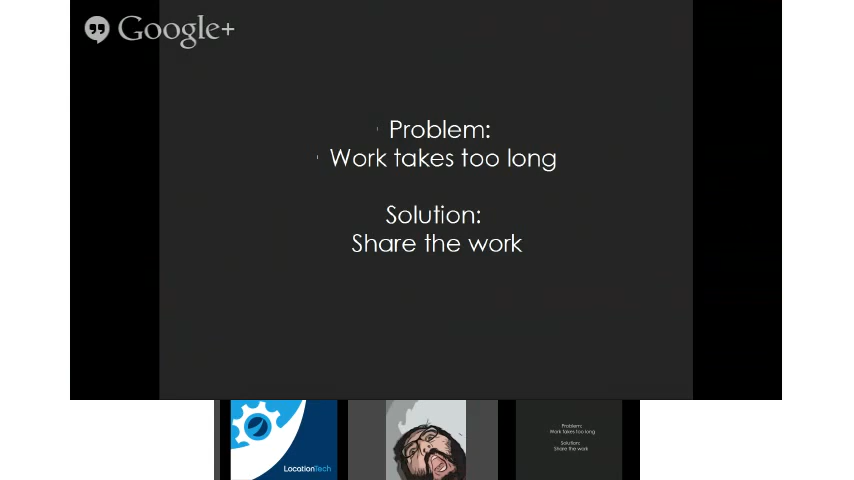 Google+
Problem:
Work takes too long
Solution:
Share the work
LocationTech
Problem:
Work takes too long
Solution:
Share the work